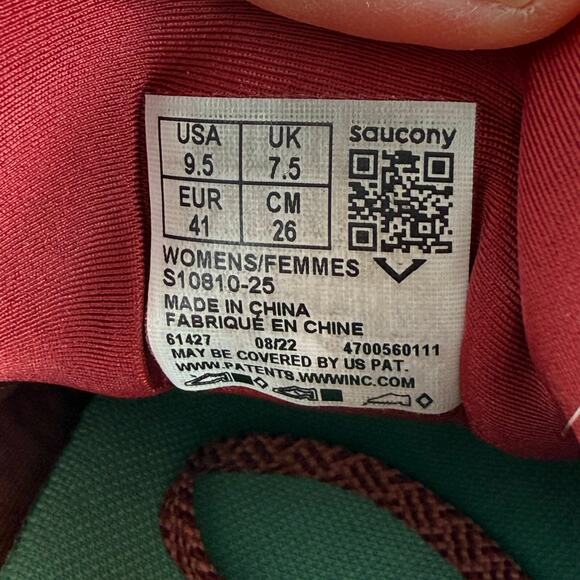 USA UK saucony
9.5 7.5
EUR CM
41 26
WOMENS/FEMMES
S10810-25
MADE IN CHINA
FABRIQUÉ EN CHINE
61427 08/22 4700560111
MAY BE COVERED BY US PAT.
WWW.PATENTS.WWWINC.COM